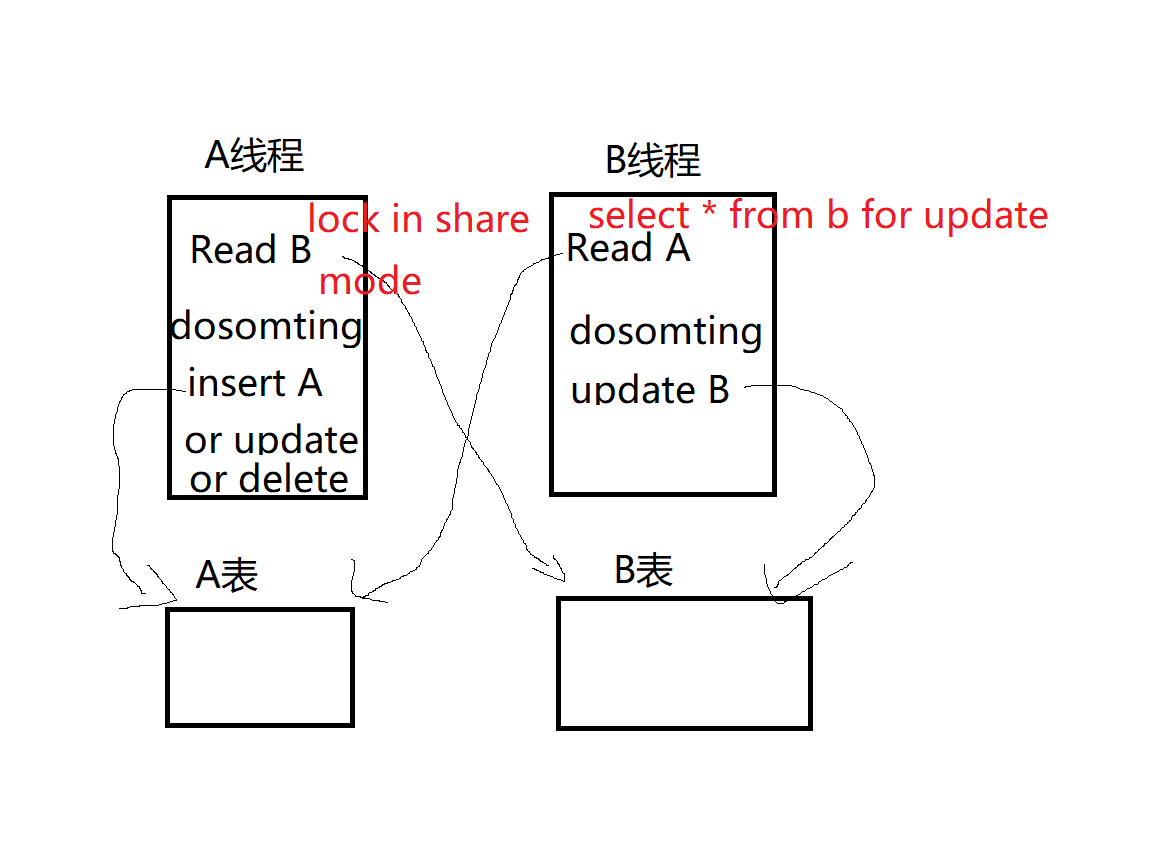 A线程
lock in share
Read B
mode
dosomting
insert A
or update
or delete
B线程
select * from b for update
Read A
dosomting
update B
A表
B表